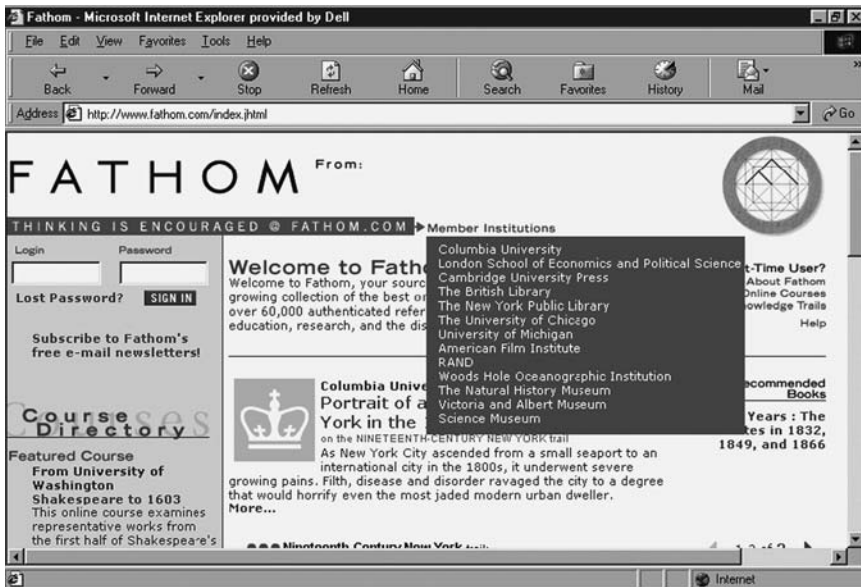 Fathom - Microsoft Internet Explorer provided by Dell
File Edit View Favorites Tools Help
Back Forward Stop Refresh Home Search Favorites History Mail
Address http://www.fathom.com/index.jhtml Go
FATHOM From:
THINKING IS ENCOURAGED @ FATHOM.COM Member Institutions
Login Password
Lost Password? SIGN IN
Subscribe to Fathom's
free e-mail newsletters!
Course
Directory
Featured Course
From University of
Washington
Shakespeare to 1603
This online course examines
representative works from
the first half of Shakespeare's
Welcome to Fath
Welcome to Fathom, your sourc
growing collection of the best or
over 60,000 authenticated refer
education, research, and the dis
Columbia University
London School of Economics and Political Science
Cambridge University Press
The British Library
The New York Public Library
The University of Chicago
University of Michigan
American Film Institute
RAND
Woods Hole Oceanographic Institution
The Natural History Museum
Victoria and Albert Museum
Science Museum
t-Time User?
About Fathom
Online Courses
owledge Trails
Help
Columbia Unive
Portrait of a
York in the
on the NINETEENTH-CENTURY NEW YORK trail
As New York City ascended from a small seaport to an
international city in the 1800s, it underwent severe
growing pains. Filth, disease and disorder ravaged the city to a degree
that would horrify even the most jaded modern urban dweller.
More...
ecommended
Books
Years : The
tes in 1832,
1849, and 1866
Nineteenth Century New York
Internet